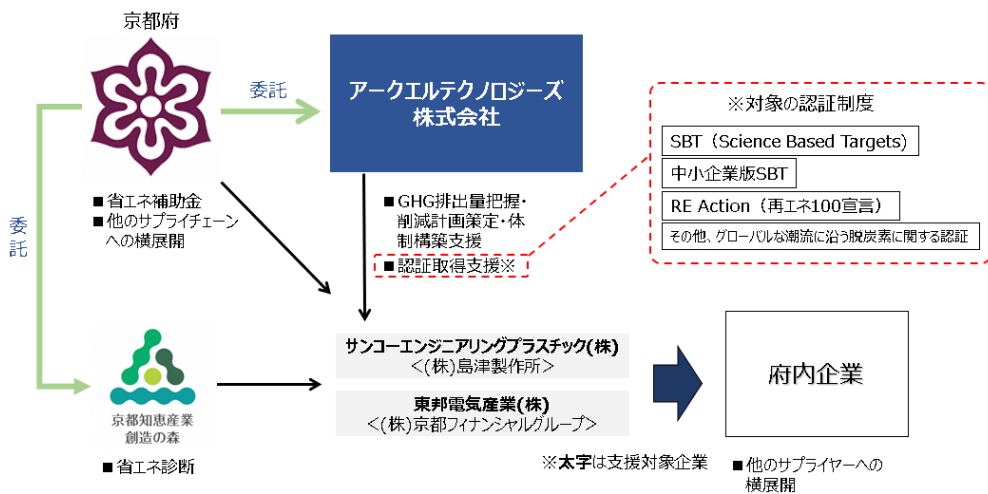 京都府
委託
アークエルテクノロジーズ
株式会社
※対象の認証制度
SBT（Science Based Targets）
中小企業版SBT
RE Action（再エネ100宣言）
その他、グローバルな潮流に沿う脱炭素に関する認証
■省エネ補助金
■他のサプライチェーン
への横展開
■GHG排出量把握・
削減計画策定・体
制構築支援
■認証取得支援※
委託
サンコーエンジニアリングプラスチック(株)
<(株)島津製作所>
東邦電気産業(株)
<(株)京都フィナンシャルグループ>
府内企業
京都知恵産業
創造の森
■省エネ診断
※太字は支援対象企業
■他のサプライヤーへの
横展開